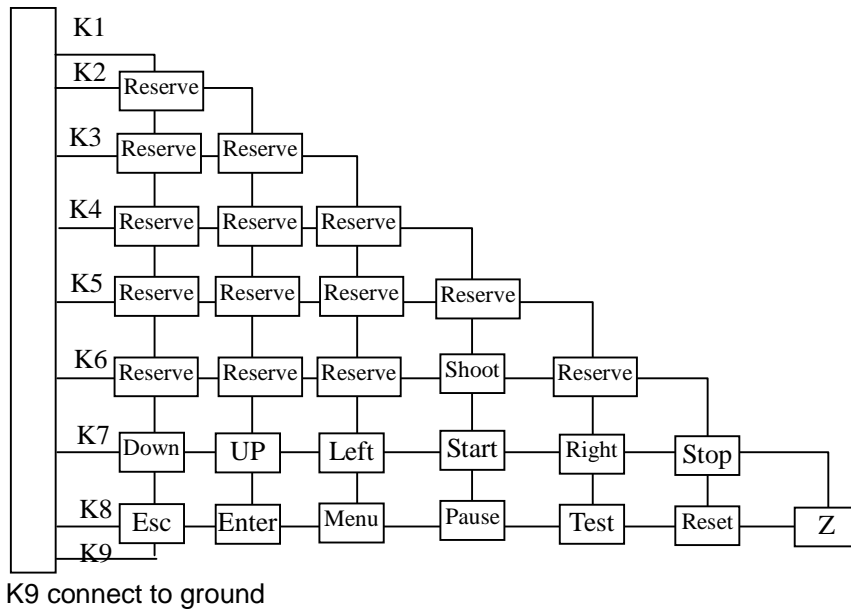 K1
K2
Reserve
K3
Reserve Reserve
K4
Reserve Reserve Reserve
K5
Reserve Reserve Reserve Reserve
K6
Reserve Reserve Reserve Shoot Reserve
K7
Down UP Left Start Right Stop
K8
Esc Enter Menu Pause Test Reset Z
K9
K9 connect to ground